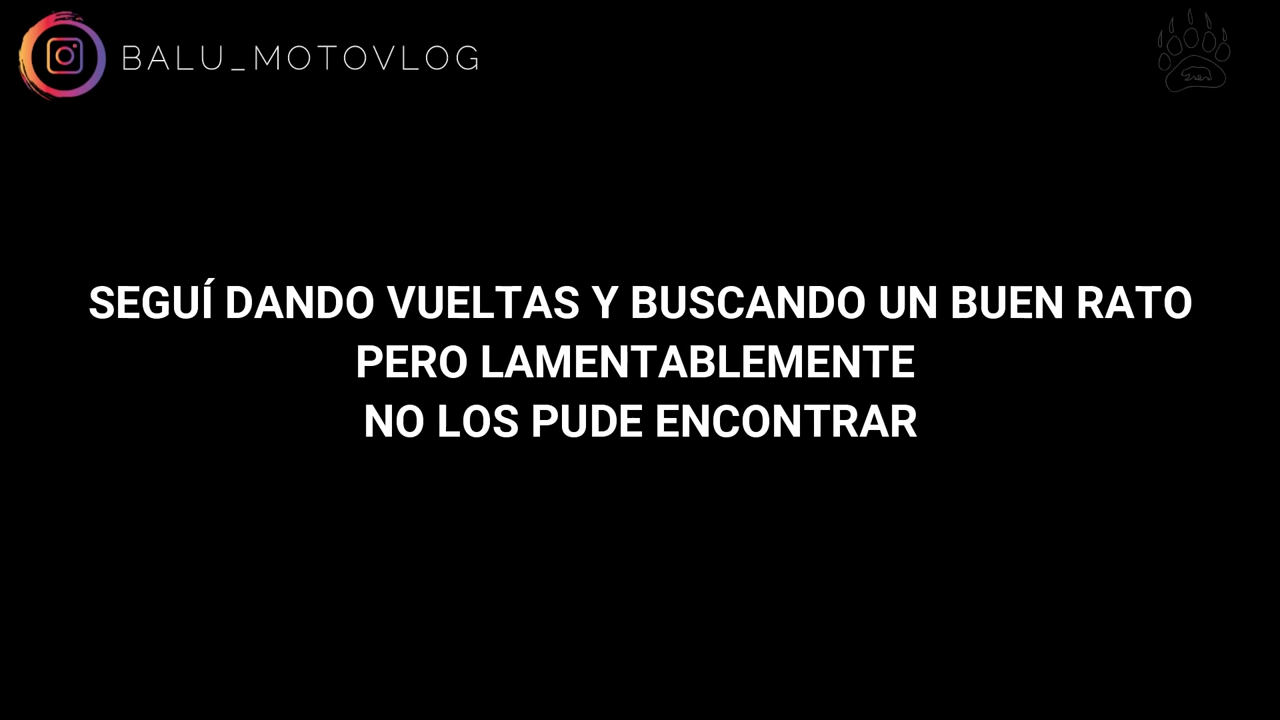 BALU_MOTOVLOG
SEGUÍ DANDO VUELTAS Y BUSCANDO UN BUEN RATO
PERO LAMENTABLEMENTE
NO LOS PUDE ENCONTRAR